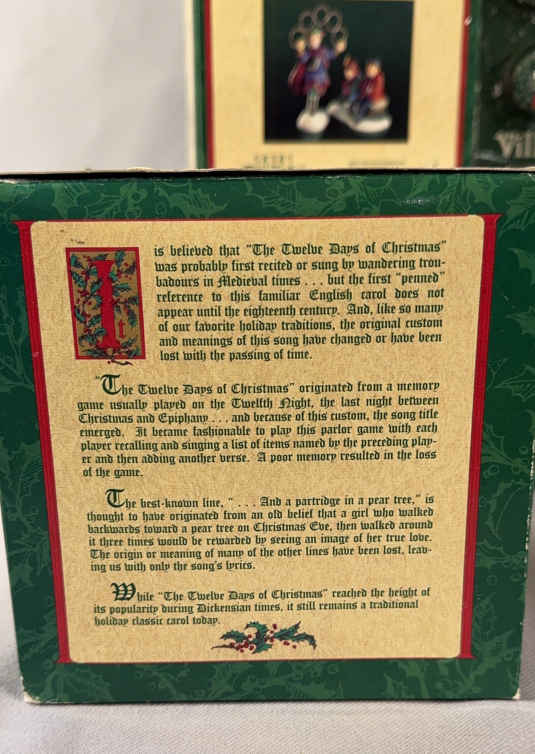 Vil
It is believed that "The Twelve Days of Christmas"
was probably first recited or sung by wandering trou-
badours in Medieval times . . . but the first "penned"
reference to this familiar English carol does not
appear until the eighteenth century. And, like so many
of our favorite holiday traditions, the original custom
and meanings of this song have changed or have been
lost with the passing of time.
"The Twelve Days of Christmas" originated from a memory
game usually played on the Twelfth Night, the last night between
Christmas and Epiphany . . . and because of this custom, the song title
emerged. It became fashionable to play this parlor game with each
player recalling and singing a list of items named by the preceding play-
er and then adding another verse. A poor memory resulted in the loss
of the game.
The best-known line, " . . . And a partridge in a pear tree," is
thought to have originated from an old belief that a girl who walked
backwards toward a pear tree on Christmas Eve, then walked around
it three times would be rewarded by seeing an image of her true love.
The origin or meaning of many of the other lines have been lost, leav-
ing us with only the song's lyrics.
While "The Twelve Days of Christmas" reached the height of
its popularity during Dickensian times, it still remains a traditional
holiday classic carol today.